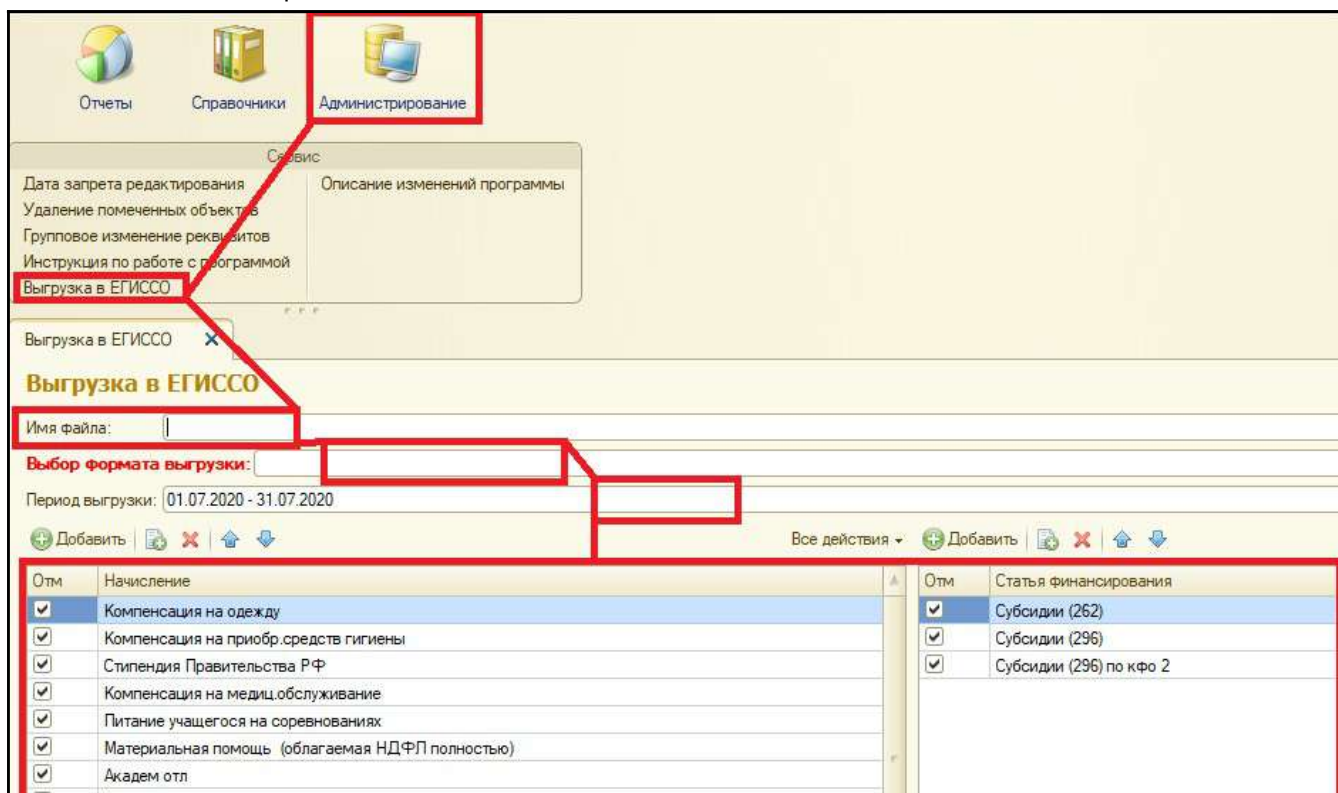 Отчеты Справочники Администрирование
Сервис
Дата запрета редактирования Описание изменений программы
Удаление помеченных объектов
Групповое изменение реквизитов
Инструкция по работе с программой
Выгрузка в ЕГИССО
Выгрузка в ЕГИССО
Выгрузка в ЕГИССО
Имя файла:
Выбор формата выгрузки:
Период выгрузки: 01.07.2020 - 31.07.2020
Добавить Все действия Добавить
Отм Начисление Отм Статья финансирования
Компенсация на одежду Субсидии (262)
Компенсация на приобр.средств гигиены Субсидии (296)
Стипендия Правительства РФ Субсидии (296) по кфо 2
Компенсация на медиц.обслуживание
Питание учащегося на соревнованиях
Материальная помощь (облагаемая НДФЛ полностью)
Академ отл